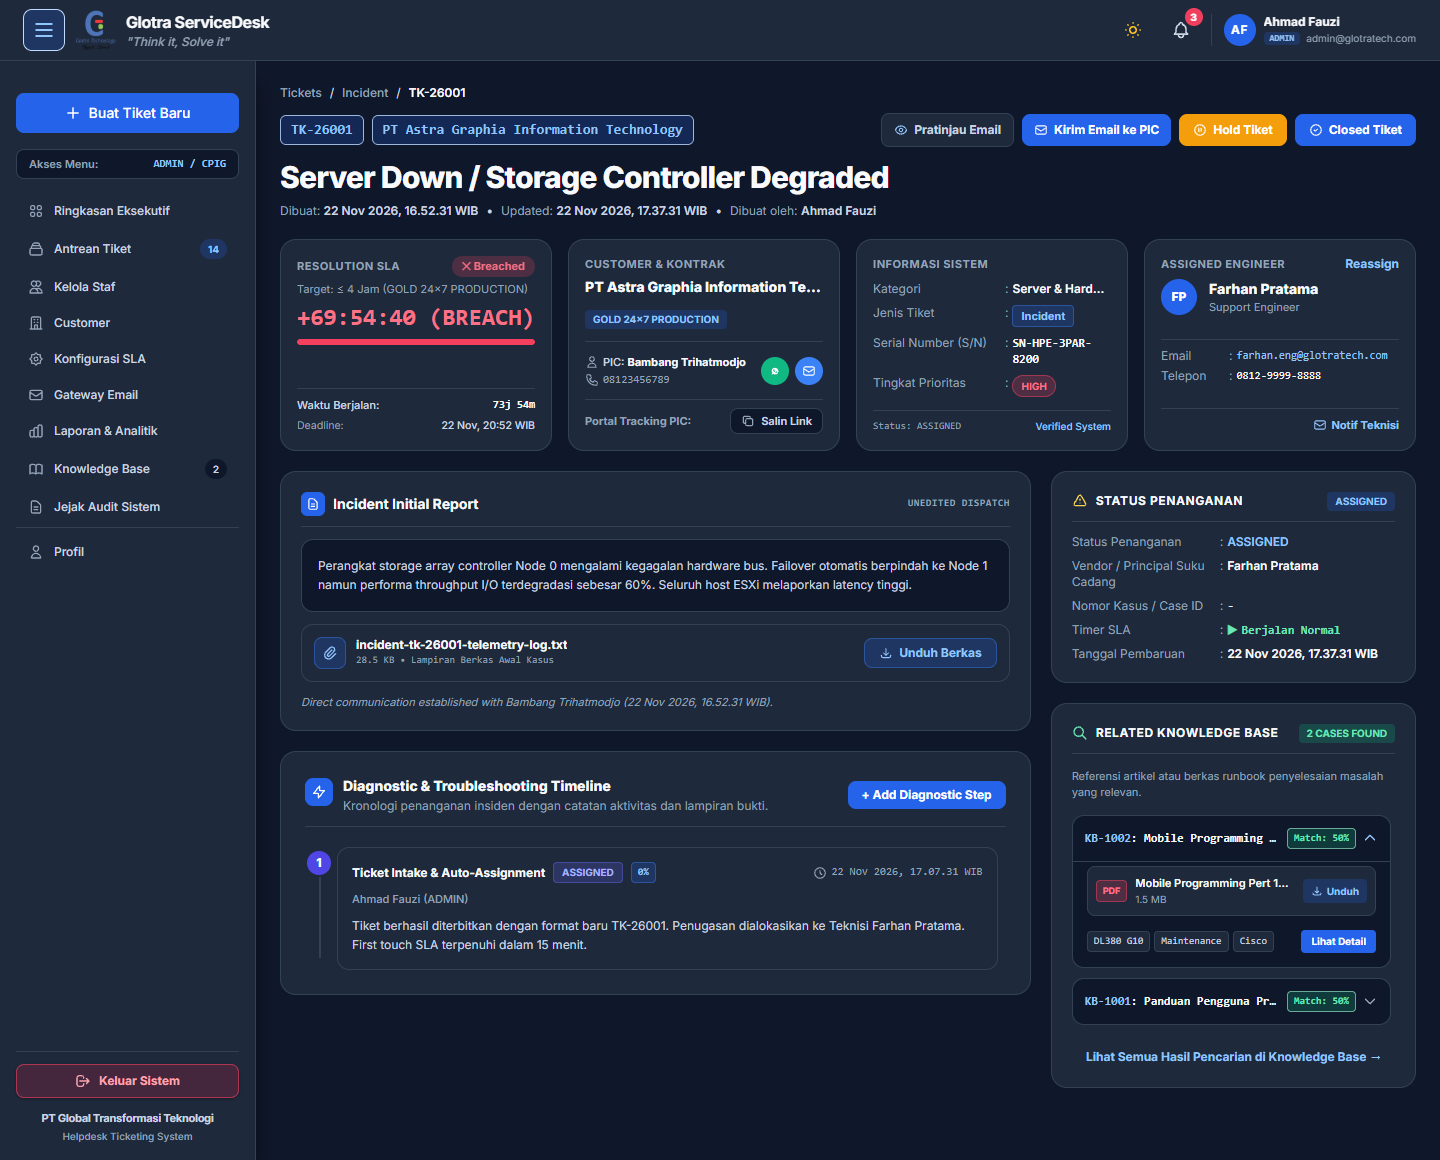 Glotra ServiceDesk
"Think it, Solve it"
3
AF
Ahmad Fauzi
ADMIN admin@glotratech.com
+ Buat Tiket Baru
Akses Menu: ADMIN / CPIG
Ringkasan Eksekutif
Antrean Tiket 14
Kelola Staf
Customer
Konfigurasi SLA
Gateway Email
Laporan & Analitik
Knowledge Base 2
Jejak Audit Sistem
Profil
Keluar Sistem
PT Global Transformasi Teknologi
Helpdesk Ticketing System
Tickets / Incident / TK-26001
TK-26001 PT Astra Graphia Information Technology
Pratinjau Email Kirim Email ke PIC Hold Tiket Closed Tiket
Server Down / Storage Controller Degraded
Dibuat: 22 Nov 2026, 16.52.31 WIB • Updated: 22 Nov 2026, 17.37.31 WIB • Dibuat oleh: Ahmad Fauzi
RESOLUTION SLA Breached
Target: ≤ 4 Jam (GOLD 24×7 PRODUCTION)
+69:54:40 (BREACH)
Waktu Berjalan: 73j 54m
Deadline: 22 Nov, 20:52 WIB
CUSTOMER & KONTRAK
PT Astra Graphia Information Te...
GOLD 24×7 PRODUCTION
PIC: Bambang Trihatmodjo
08123456789
Portal Tracking PIC: Salin Link
INFORMASI SISTEM
Kategori : Server & Hard...
Jenis Tiket : Incident
Serial Number (S/N) : SN-HPE-3PAR-
8200
Tingkat Prioritas : HIGH
Status: ASSIGNED Verified System
ASSIGNED ENGINEER Reassign
FP
Farhan Pratama
Support Engineer
Email : farhan.eng@glotratech.com
Telepon : 0812-9999-8888
Notif Teknisi
Incident Initial Report UNEDITED DISPATCH
Perangkat storage array controller Node 0 mengalami kegagalan hardware bus. Failover otomatis berpindah ke Node 1
namun performa throughput I/O terdegradasi sebesar 60%. Seluruh host ESXi melaporkan latency tinggi.
incident-tk-26001-telemetry-log.txt
28.5 KB • Lampiran Berkas Awal Kasus
Unduh Berkas
Direct communication established with Bambang Trihatmodjo (22 Nov 2026, 16.52.31 WIB).
Diagnostic & Troubleshooting Timeline
Kronologi penanganan insiden dengan catatan aktivitas dan lampiran bukti.
+ Add Diagnostic Step
1
Ticket Intake & Auto-Assignment ASSIGNED 0% 22 Nov 2026, 17.07.31 WIB
Ahmad Fauzi (ADMIN)
Tiket berhasil diterbitkan dengan format baru TK-26001. Penugasan dialokasikan ke Teknisi Farhan Pratama.
First touch SLA terpenuhi dalam 15 menit.
STATUS PENANGANAN ASSIGNED
Status Penanganan : ASSIGNED
Vendor / Principal Suku : Farhan Pratama
Cadang
Nomor Kasus / Case ID : -
Timer SLA : ▶ Berjalan Normal
Tanggal Pembaruan : 22 Nov 2026, 17.37.31 WIB
RELATED KNOWLEDGE BASE 2 CASES FOUND
Referensi artikel atau berkas runbook penyelesaian masalah
yang relevan.
KB-1002: Mobile Programming … Match: 50%
PDF
Mobile Programming Pert 1...
1.5 MB
Unduh
DL380 G10 Maintenance Cisco Lihat Detail
KB-1001: Panduan Pengguna Pr… Match: 50%
Lihat Semua Hasil Pencarian di Knowledge Base →